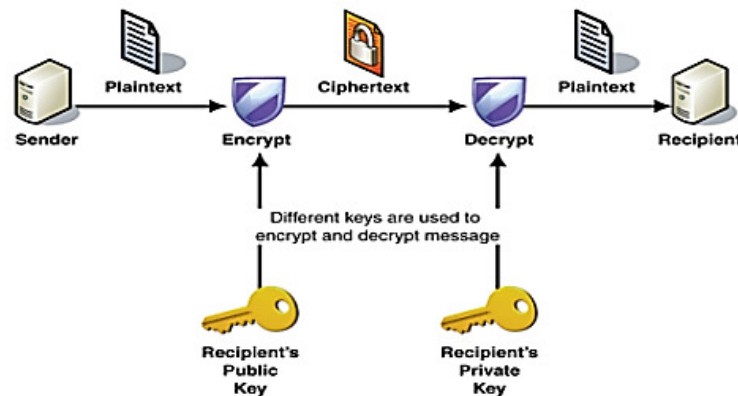 Plaintext
Ciphertext
Plaintext
Sender
Encrypt
Decrypt
Recipient
Different keys are used to
encrypt and decrypt message
Recipient's
Public
Key
Recipient's
Private
Key